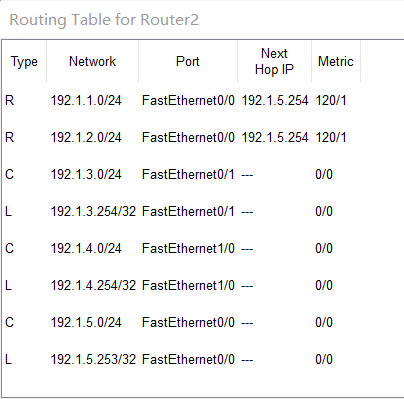 Routing Table for Router2
Type Network Port Next Hop IP Metric
R 192.1.1.0/24 FastEthernet0/0 192.1.5.254 120/1
R 192.1.2.0/24 FastEthernet0/0 192.1.5.254 120/1
C 192.1.3.0/24 FastEthernet0/1 --- 0/0
L 192.1.3.254/32 FastEthernet0/1 --- 0/0
C 192.1.4.0/24 FastEthernet1/0 --- 0/0
L 192.1.4.254/32 FastEthernet1/0 --- 0/0
C 192.1.5.0/24 FastEthernet0/0 --- 0/0
L 192.1.5.253/32 FastEthernet0/0 --- 0/0